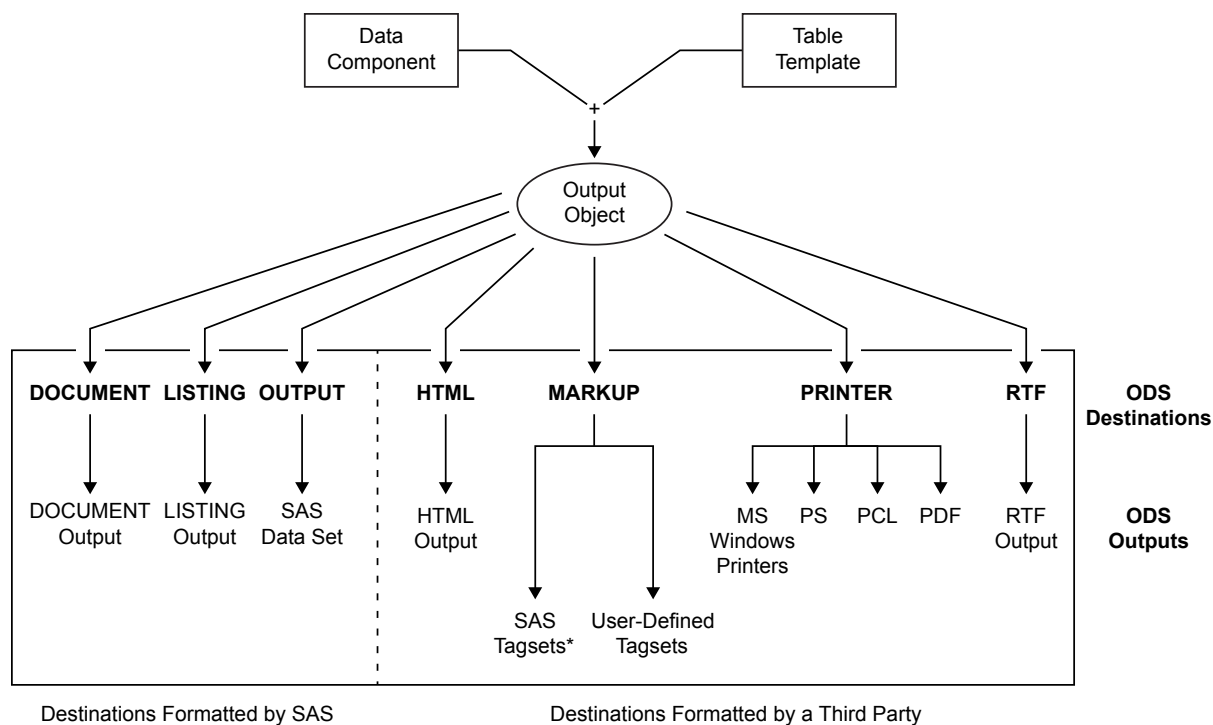 Data
Component
Table
Template
+
Output
Object
DOCUMENT LISTING OUTPUT HTML MARKUP PRINTER RTF
ODS
Destinations
DOCUMENT
Output
LISTING
Output
SAS
Data Set
HTML
Output
MS
Windows
Printers
PS
PCL
PDF
RTF
Output
ODS
Outputs
SAS
Tagsets*
User-Defined
Tagsets
Destinations Formatted by SAS
Destinations Formatted by a Third Party